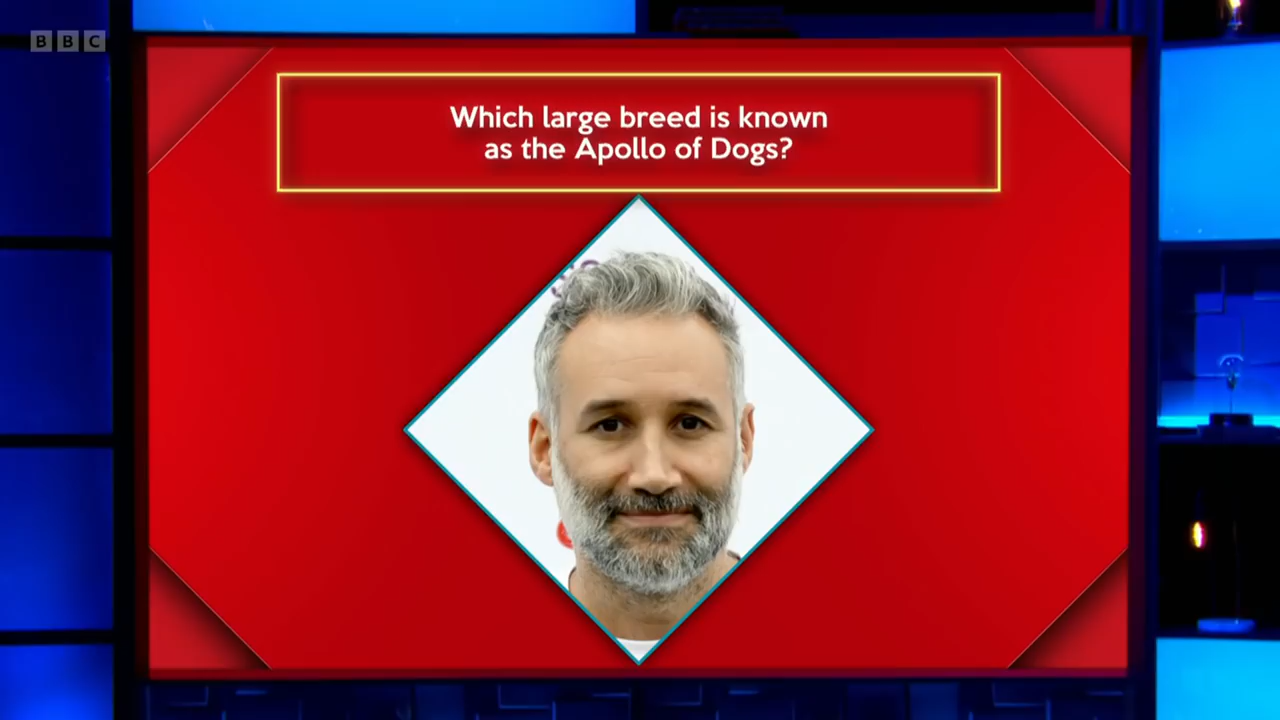 BBC
Which large breed is known
as the Apollo of Dogs?